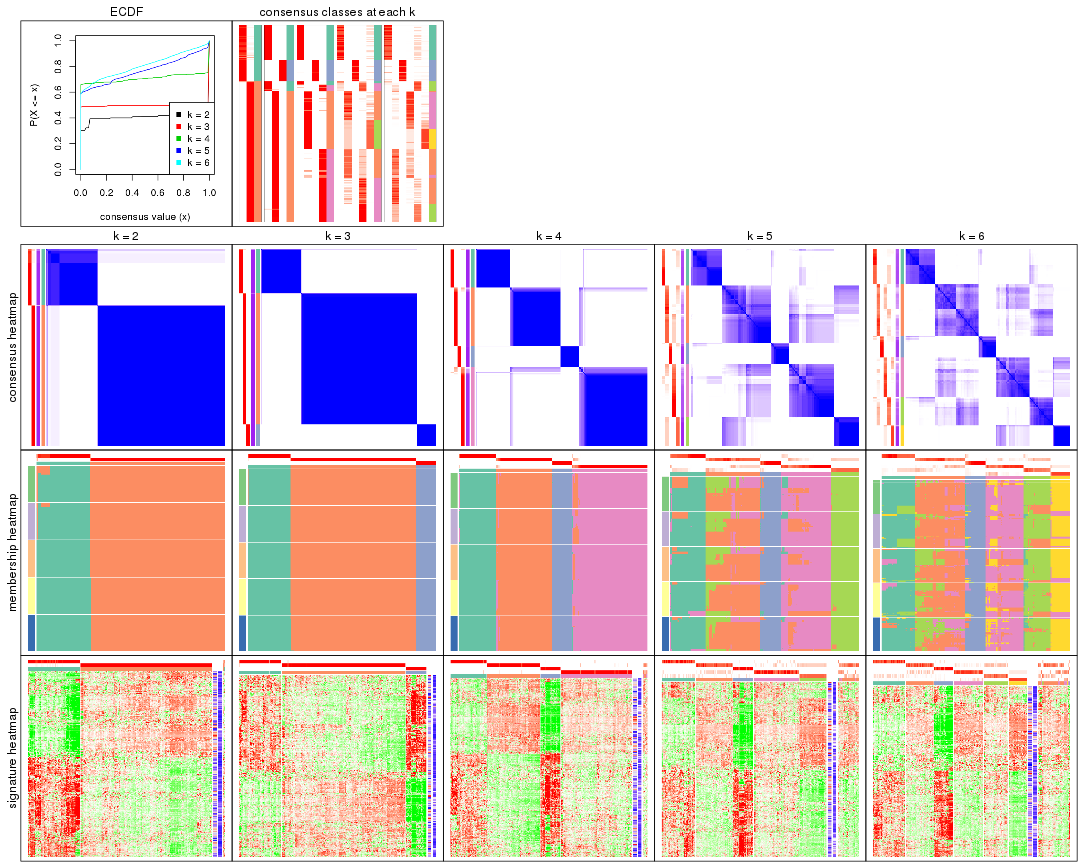 ECDF
consensus classes at each k
P(X <= x)
0.0
0.2
0.4
0.6
0.8
1.0
k = 2
k = 3
k = 4
k = 5
k = 6
0.0 0.2 0.4 0.6 0.8 1.0
consensus value (x)
k = 2
k = 3
k = 4
k = 5
k = 6
consensus heatmap
membership heatmap
signature heatmap